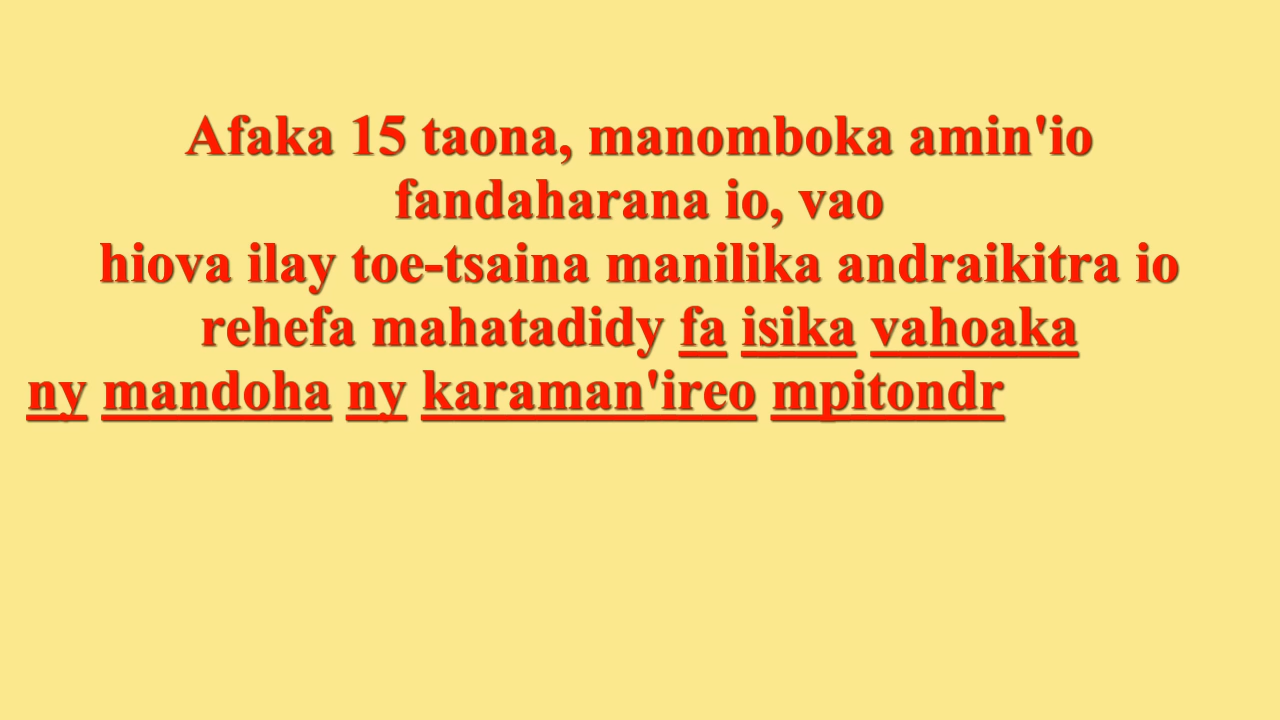 Afaka 15 taona, manomboka amin'io
fandaharana io, vao
hiova ilay toe-tsaina manilika andraikitra io
rehefa mahatadidy fa isika vahoaka
ny mandoha ny karaman'ireo mpitondr